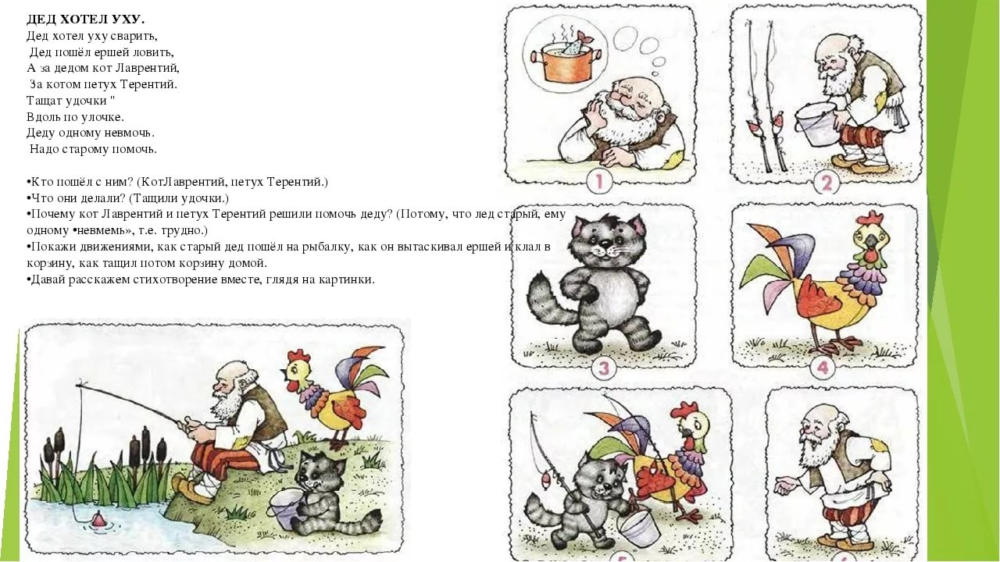 ДЕД ХОТЕЛ УХУ.
Дед хотел уху сварить,
Дед пошёл ершей ловить,
А за дедом кот Лаврентий,
За котом петух Терентий.
Тащат удочки "
Вдоль по улочке.
Деду одному невмочь.
Надо старому помочь.
•Кто пошёл с ним? (КотЛаврентий, петух Терентий.)
•Что они делали? (Тащили удочки.)
•Почему кот Лаврентий и петух Терентий решили помочь деду? (Потому, что лед старый, ему
одному •невмемь», т.е. трудно.)
•Покажи движениями, как старый дед пошёл на рыбалку, как он вытаскивал ершей и клал в
корзину, как тащил потом корзину домой.
•Давай расскажем стихотворение вместе, глядя на картинки.
1
2
3
4
5
6